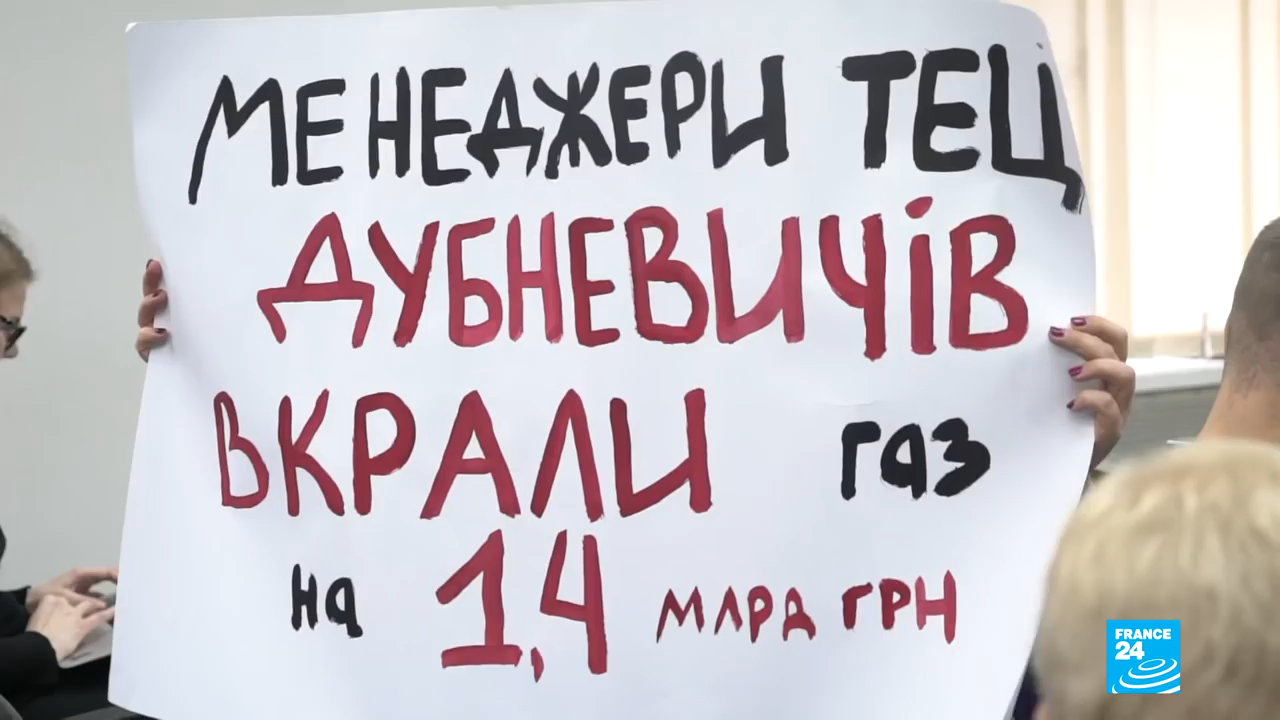 МЕНЕДЖЕРИ ТЕЦ
ДУБНЕВИЧІВ
ВКРАЛИ газ
на 1,4 МЛРД ГРН
FRANCE
24